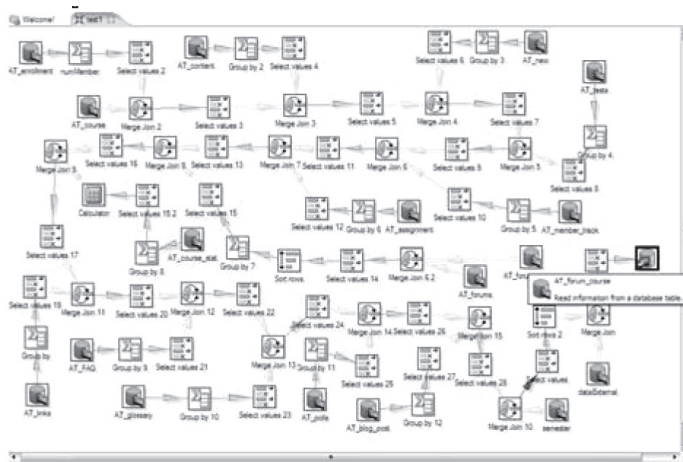 Welcome! test1
AT_enrollment numMember Select values 2 AT_content Group by 2 Select values 4 Select values 6 Group by 3 AT_new
AT_tests
AT_course Merge Join 2 Select values 3 Merge Join 3 Select values 5 Merge Join 4 Select values 7
Group by 4
Merge Join 9 Select values 16 Merge Join 8 Select values 13 Merge Join 7 Select values 11 Merge Join 6 Select values 9 Merge Join 5 Select values 8
Calculator Select values 15 2 Select values 15 Select values 12 Group by 6 AT_assignment Select values 10 Group by 5 AT_member_track
Select values 17 Group by 8 AT_course_stat Group by 7 Sort rows Select values 14 Merge Join 6 2 AT_forums
AT_forum_course
Read information from a database table
Select values 19 Merge Join 11 Select values 20 Merge Join 12 Select values 22 Select values 24 Merge Join 14 Select values 26 Merge Join 15 Sort rows 2 Merge Join
Group by AT_FAQ Group by 9 Select values 21 Merge Join 13 Group by 11 Select values 25 Select values 27 Select values 28 Select values dataExternal
AT_links AT_glossary Group by 10 Select values 23 AT_polls AT_blog_post Group by 12 Merge Join 10 semester